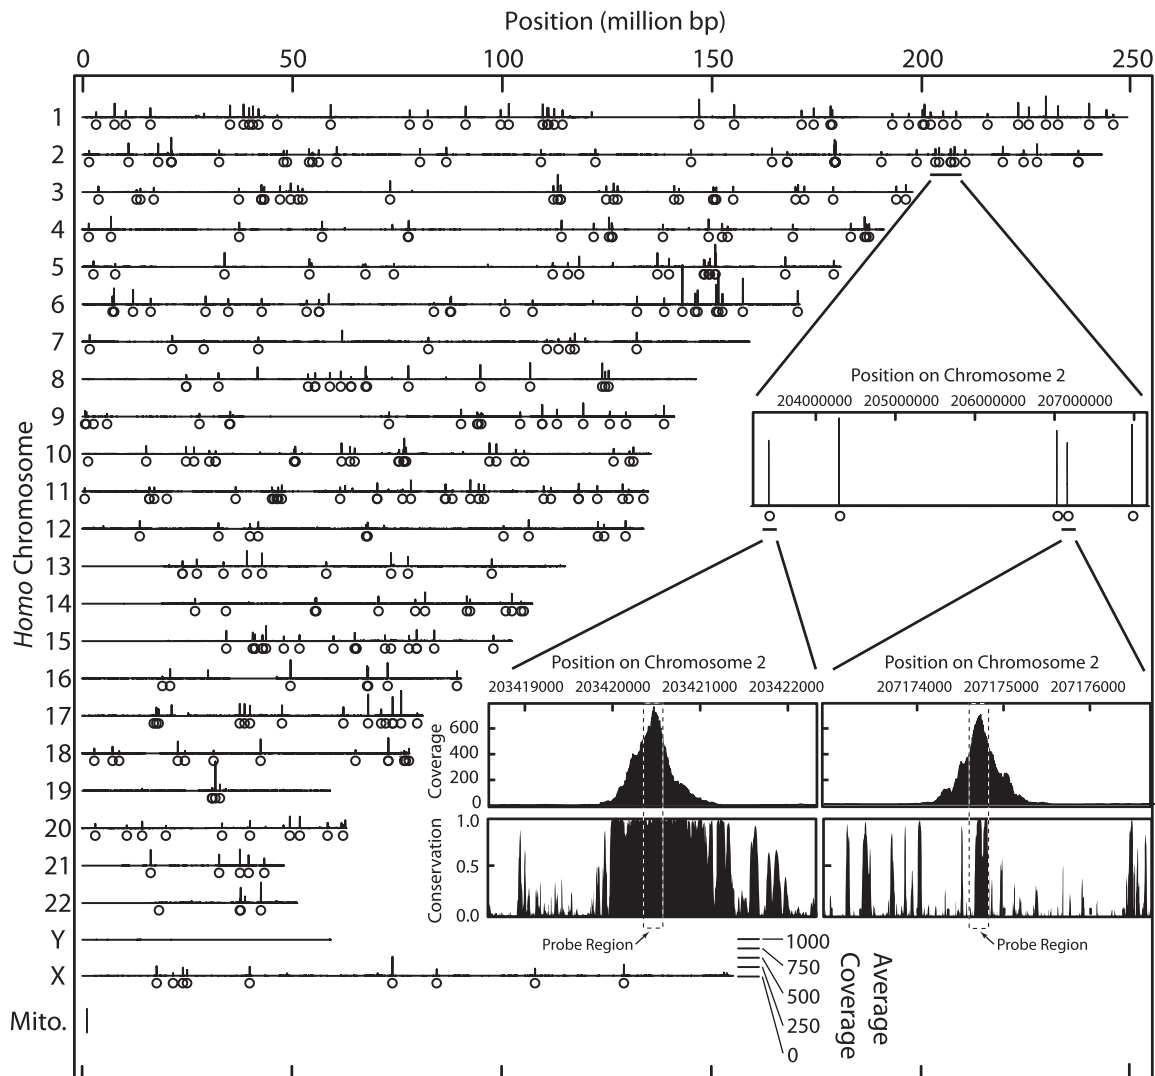 Position (million bp)
0 50 100 150 200 250
Homo Chromosome
1
2
3
4
5
6
7
8
9
10
11
12
13
14
15
16
17
18
19
20
21
22
Y
X
Mito.
Position on Chromosome 2
204000000 205000000 206000000 207000000
Position on Chromosome 2
203419000 203420000 203421000 203422000
Position on Chromosome 2
207174000 207175000 207176000
Coverage
600
400
200
0
Conservation
1.0
0.5
0.0
Probe Region
Probe Region
1000
750
500
250
0
Average
Coverage